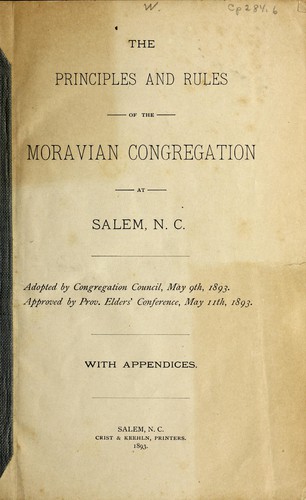 W. Cp284.6
THE
PRINCIPLES AND RULES
OF THE
MORAVIAN CONGREGATION
AT
SALEM, N. C.
Adopted by Congregation Council, May 9th, 1893.
Approved by Prov. Elders' Conference, May 11th, 1893.
WITH APPENDICES.
SALEM, N. C.
CRIST & KEEHLN, PRINTERS.
1893.